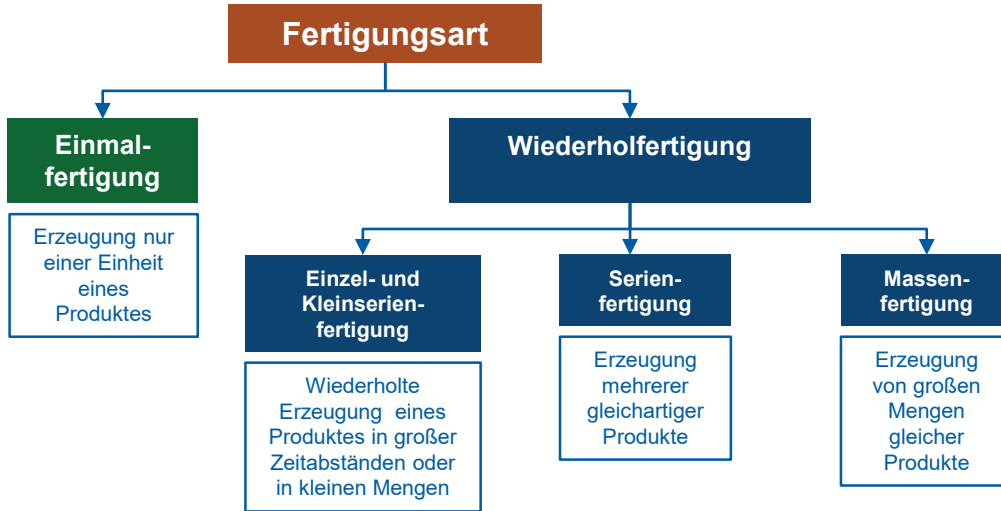 Fertigungsart
Einmal-
fertigung
Wiederholfertigung
Erzeugung nur
einer Einheit
eines
Produktes
Einzel- und
Kleinserien-
fertigung
Serien-
fertigung
Massen-
fertigung
Wiederholte
Erzeugung eines
Produktes in großer
Zeitabständen oder
in kleinen Mengen
Erzeugung
mehrerer
gleichartiger
Produkte
Erzeugung
von großen
Mengen
gleicher
Produkte